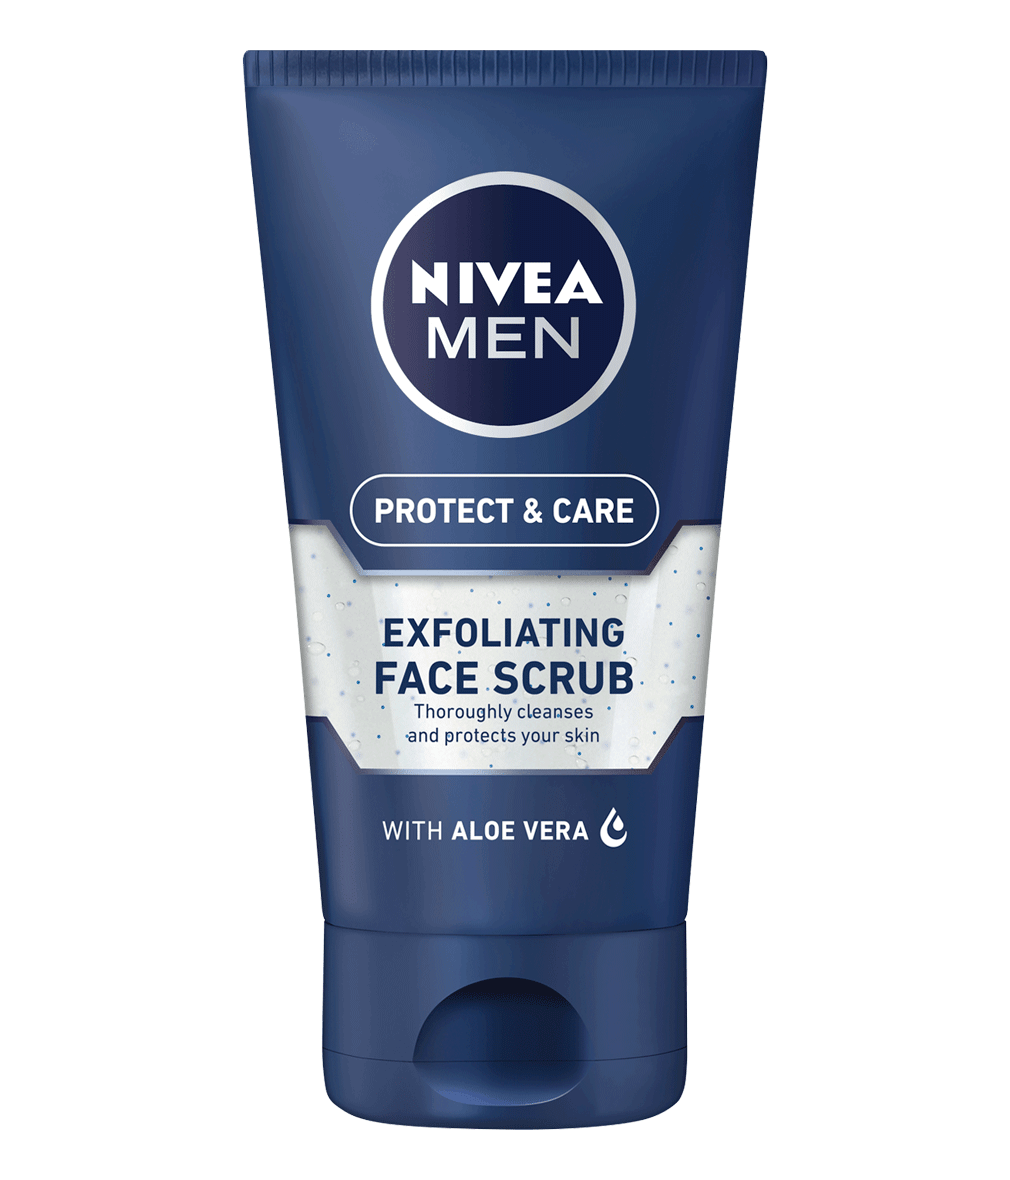 NIVEA
MEN
PROTECT & CARE
EXFOLIATING
FACE SCRUB
Thoroughly cleanses
and protects your skin
WITH ALOE VERA